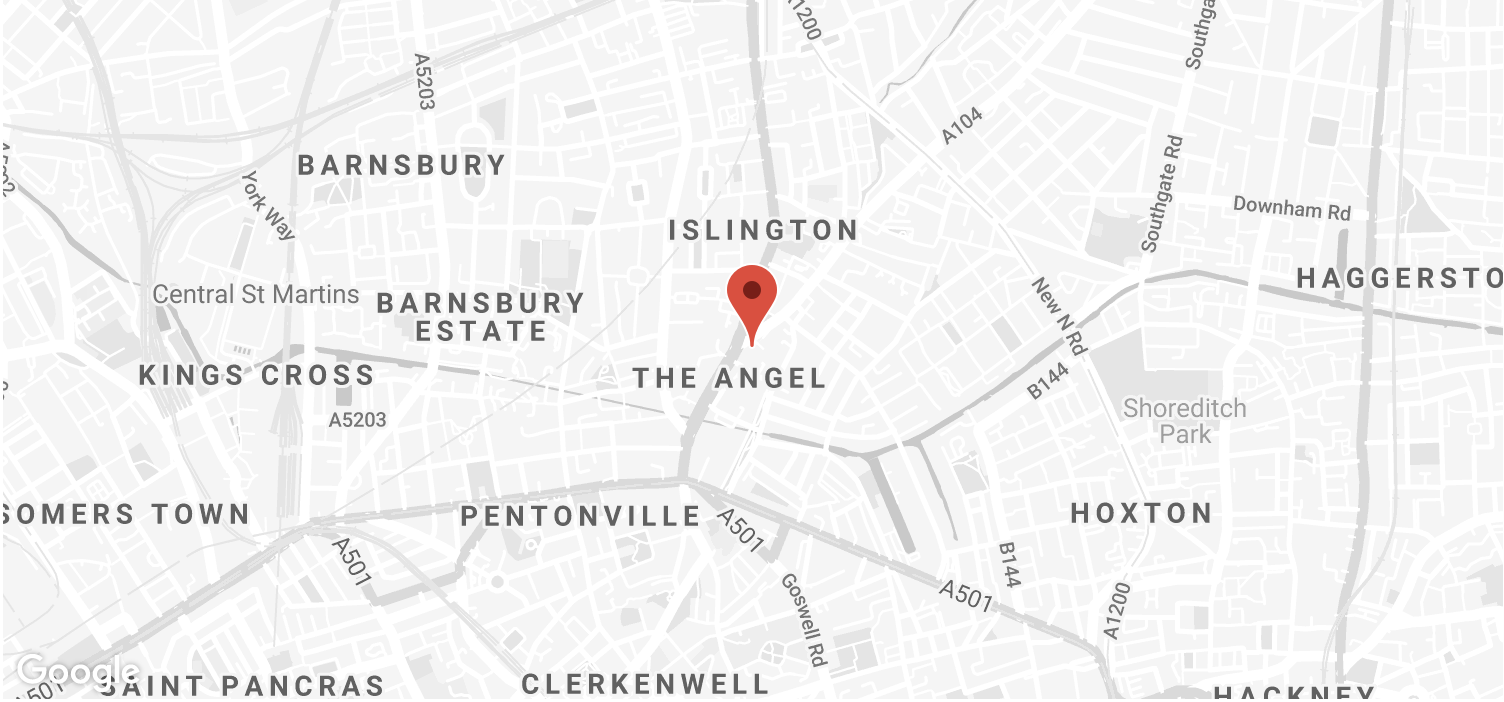 A1200
Southga
A5203
A104
BARNSBURY
York Way
Southgate Rd
Downham Rd
ISLINGTON
HAGGERSTO
Central St Martins
BARNSBURY
ESTATE
New N Rd
KINGS CROSS
THE ANGEL
B144
A5203
Shoreditch
Park
SOMERS TOWN
PENTONVILLE
A501
HOXTON
A501
B144
Goswell Rd
A501
A1200
Google
A501
SAINT PANCRAS
CLERKENWELL
HACKNEY